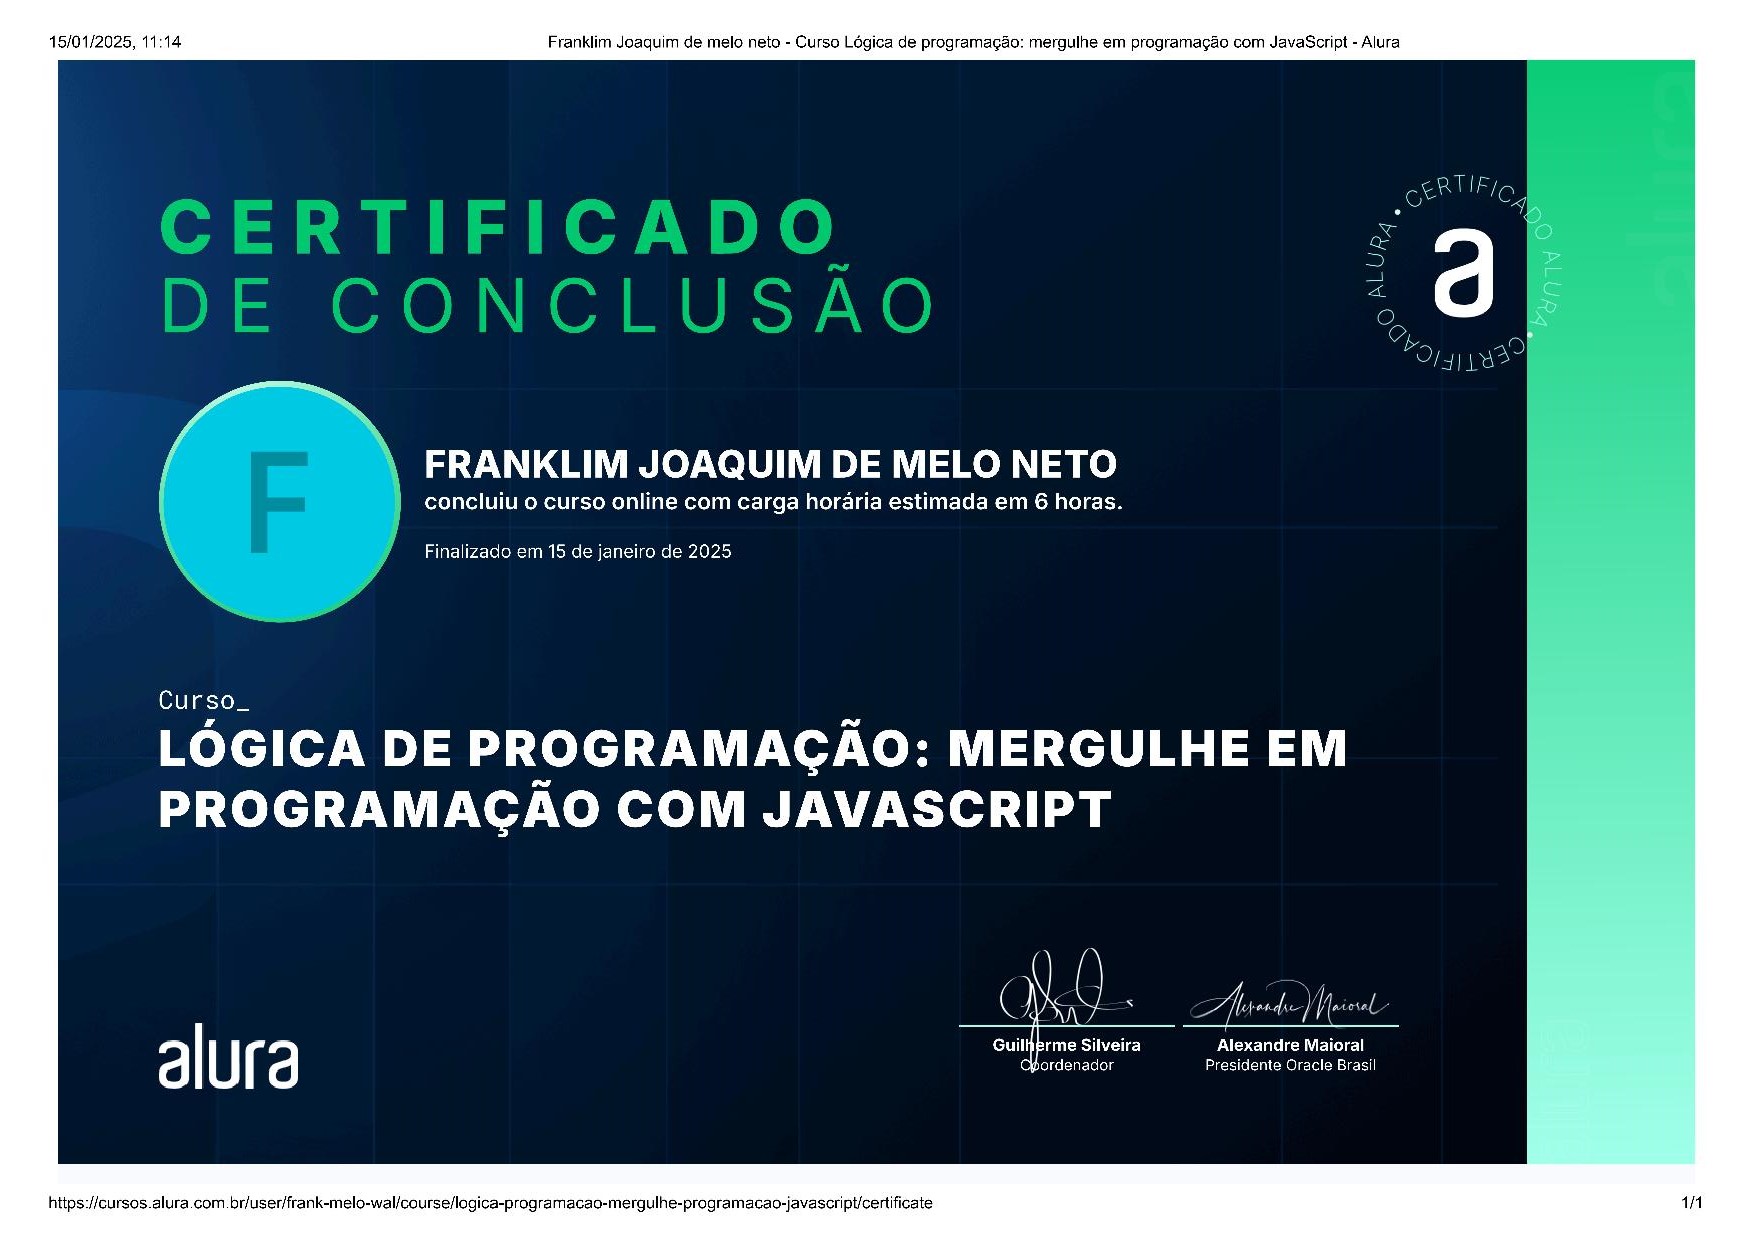 15/01/2025, 11:14
Franklim Joaquim de melo neto - Curso Lógica de programação: mergulhe em programação com JavaScript - Alura
CERTIFICADO
DE CONCLUSÃO
CERTIFICADO ALURA • CERTIFICADO ALURA •
a
F
FRANKLIM JOAQUIM DE MELO NETO
concluiu o curso online com carga horária estimada em 6 horas.
Finalizado em 15 de janeiro de 2025
Curso_
LÓGICA DE PROGRAMAÇÃO: MERGULHE EM
PROGRAMAÇÃO COM JAVASCRIPT
alura
Alexandre Maioral
Guilherme Silveira
Coordenador
Alexandre Maioral
Presidente Oracle Brasil
https://cursos.alura.com.br/user/frank-melo-wal/course/logica-programacao-mergulhe-programacao-javascript/certificate
1/1